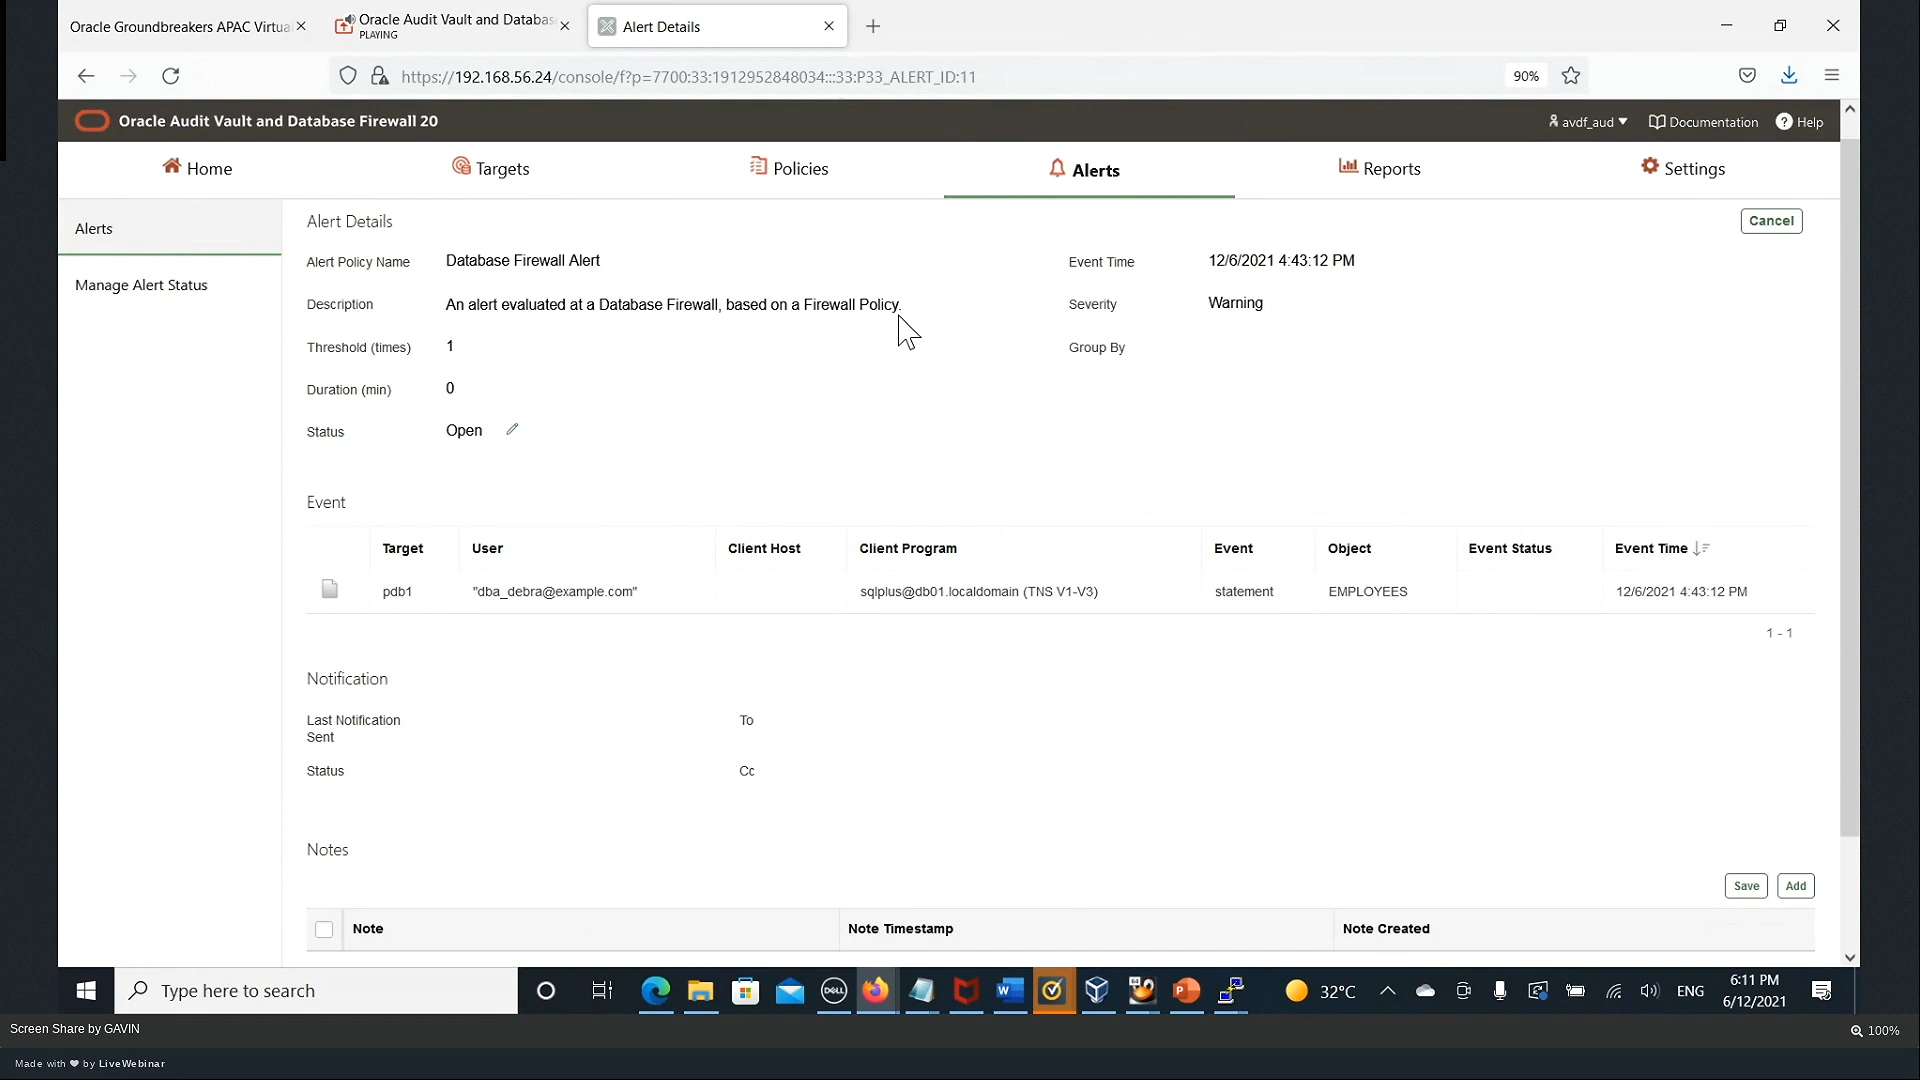 Oracle Groundbreakers APAC Virtua
Oracle Audit Vault and Databas
PLAYING
Alert Details
https://192.168.56.24/console/f?p=7700:33:1912952848034:::33:P33_ALERT_ID:11
90%
Oracle Audit Vault and Database Firewall 20
avdf_aud
Documentation
? Help
Home
Targets
Policies
Alerts
Reports
Settings
Alerts
Manage Alert Status
Alert Details
Cancel
Alert Policy Name Database Firewall Alert
Event Time 12/6/2021 4:43:12 PM
Description An alert evaluated at a Database Firewall, based on a Firewall Policy.
Severity Warning
Threshold (times) 1
Group By
Duration (min) 0
Status Open
Event
Target User Client Host Client Program Event Object Event Status Event Time
pdb1 "dba_debra@example.com" sqlplus@db01.localdomain (TNS V1-V3) statement EMPLOYEES 12/6/2021 4:43:12 PM
1 - 1
Notification
Last Notification
Sent
To
Status
Cc
Notes
Save Add
Note Note Timestamp Note Created
Type here to search
DELL
W
P
32°C
ENG
6:11 PM
6/12/2021
Screen Share by GAVIN
100%
Made with ❤ by LiveWebinar